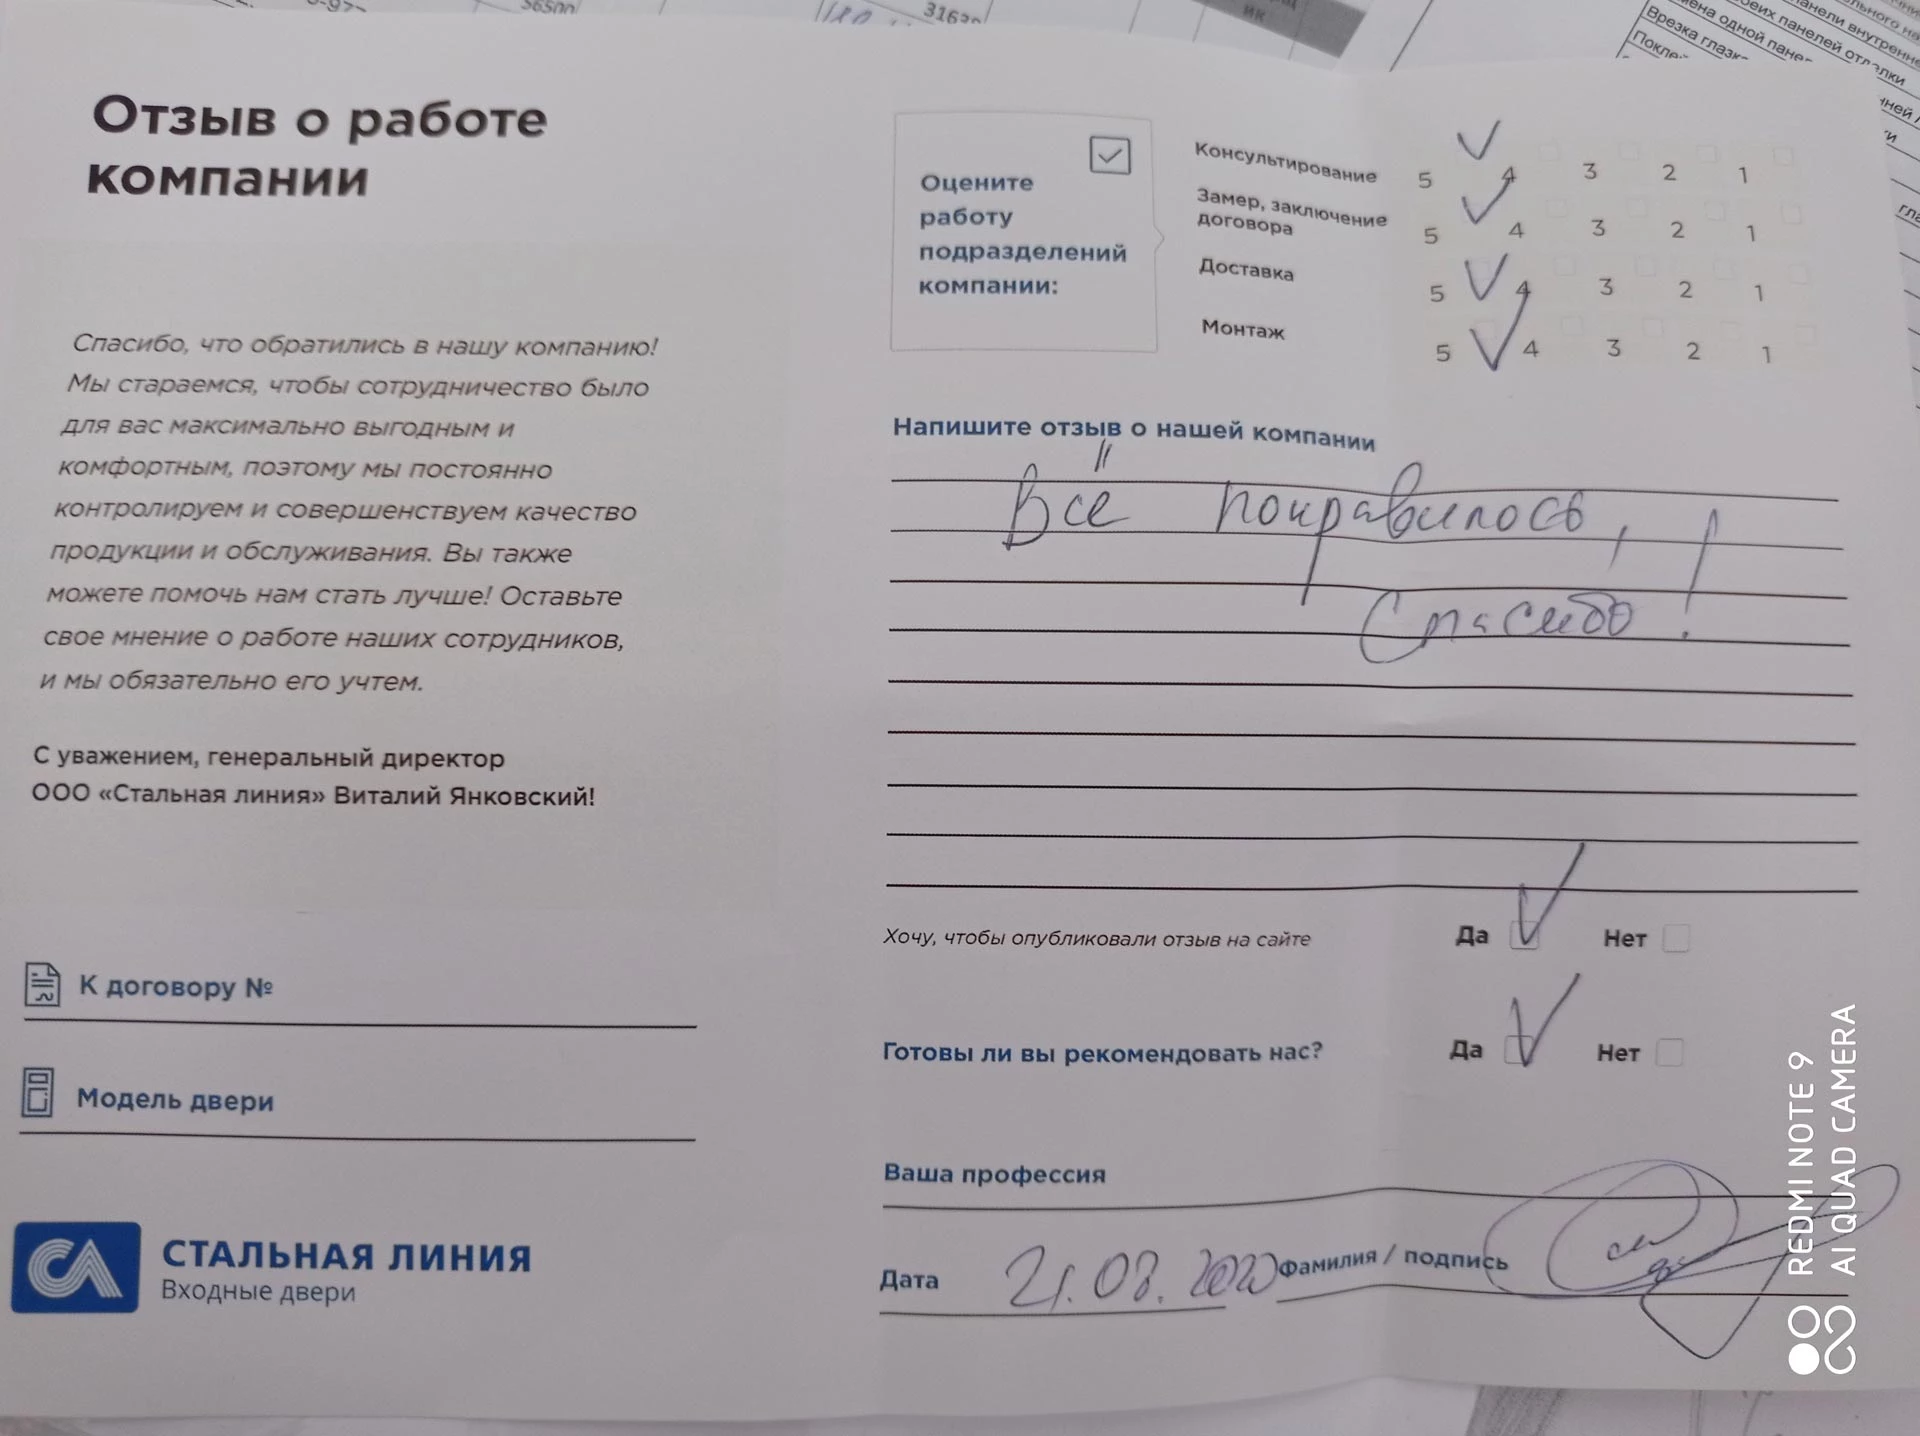 56500
31630
ик
Врезка глазка
Отзыв о работе
компании
Спасибо, что обратились в нашу компанию!
Мы стараемся, чтобы сотрудничество было
для вас максимально выгодным и
комфортным, поэтому мы постоянно
контролируем и совершенствуем качество
продукции и обслуживания. Вы также
можете помочь нам стать лучше! Оставьте
свое мнение о работе наших сотрудников,
и мы обязательно его учтем.
С уважением, генеральный директор
ООО «Стальная линия» Виталий Янковский!
К договору №
Модель двери
СТАЛЬНАЯ ЛИНИЯ
Входные двери
Оцените
работу
подразделений
компании:
Консультирование 5 4 3 2 1
Замер, заключение
договора 5 4 3 2 1
Доставка 5 4 3 2 1
Монтаж 5 4 3 2 1
Напишите отзыв о нашей компании
Всё понравилось,
Спасибо!
Хочу, чтобы опубликовали отзыв на сайте Да Нет
Готовы ли вы рекомендовать нас? Да Нет
Ваша профессия
Дата 21.08.2020 Фамилия / подпись
REDMI NOTE 9
AI QUAD CAMERA